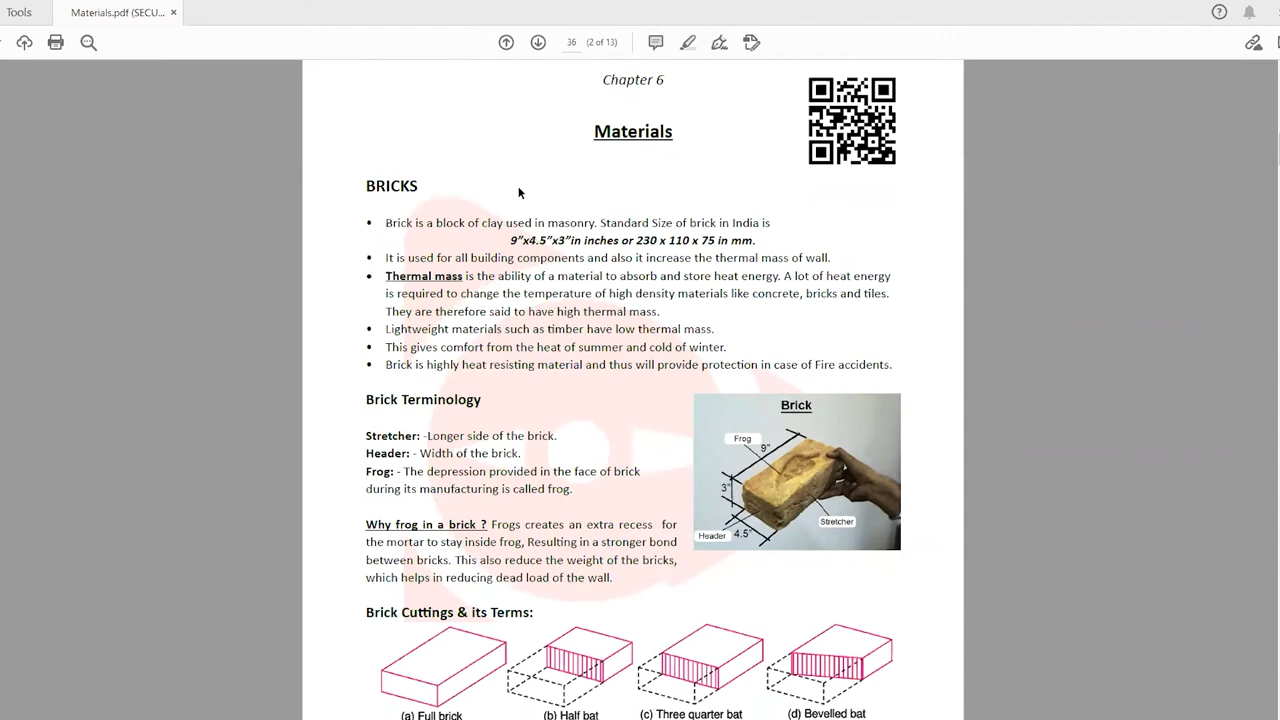 Tools
Materials.pdf (SECU... ×
36 (2 of 13)
Chapter 6
Materials
BRICKS
• Brick is a block of clay used in masonry. Standard Size of brick in India is
9”x4.5”x3”in inches or 230 x 110 x 75 in mm.
• It is used for all building components and also it increase the thermal mass of wall.
• Thermal mass is the ability of a material to absorb and store heat energy. A lot of heat energy
is required to change the temperature of high density materials like concrete, bricks and tiles.
They are therefore said to have high thermal mass.
• Lightweight materials such as timber have low thermal mass.
• This gives comfort from the heat of summer and cold of winter.
• Brick is highly heat resisting material and thus will provide protection in case of Fire accidents.
Brick Terminology
Stretcher: -Longer side of the brick.
Header: - Width of the brick.
Frog: - The depression provided in the face of brick
during its manufacturing is called frog.
Why frog in a brick ? Frogs creates an extra recess for
the mortar to stay inside frog, Resulting in a stronger bond
between bricks. This also reduce the weight of the bricks,
which helps in reducing dead load of the wall.
Brick
Frog
9"
3"
Stretcher
Header
4.5"
Brick Cuttings & its Terms:
(a) Full brick
(b) Half bat
(c) Three quarter bat
(d) Bevelled bat